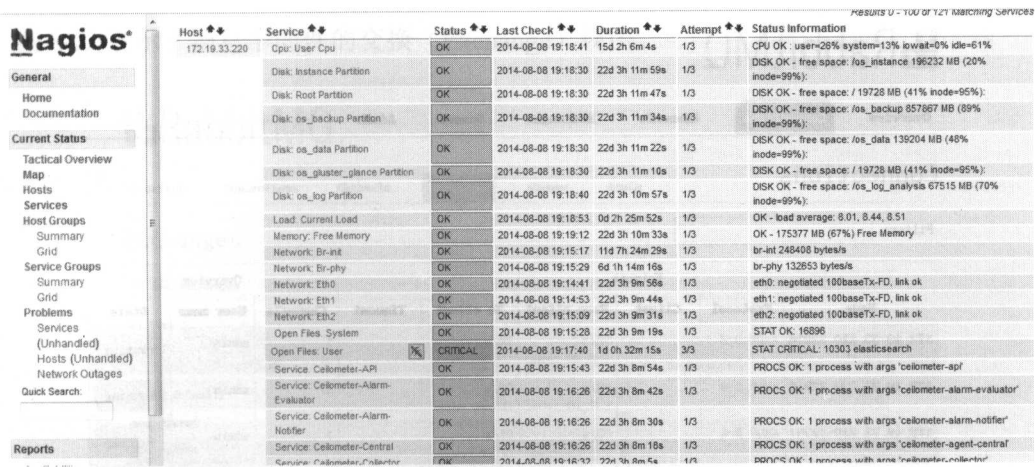 Results 0 - 100 of 121 Matching Services
Nagios®
General
Home
Documentation
Current Status
Tactical Overview
Map
Hosts
Services
Host Groups
Summary
Grid
Service Groups
Summary
Grid
Problems
Services
(Unhandled)
Hosts (Unhandled)
Network Outages
Quick Search:
Reports
Host Service Status Last Check Duration Attempt Status Information
172.19.33.220 Cpu: User Cpu OK 2014-08-08 19:18:41 15d 2h 6m 4s 1/3 CPU OK : user=26% system=13% iowait=0% idle=61%
Disk: Instance Partition OK 2014-08-08 19:18:30 22d 3h 11m 59s 1/3 DISK OK - free space: /os_instance 196232 MB (20%
inode=99%):
Disk: Root Partition OK 2014-08-08 19:18:30 22d 3h 11m 47s 1/3 DISK OK - free space: / 19728 MB (41% inode=95%):
Disk: os_backup Partition OK 2014-08-08 19:18:30 22d 3h 11m 34s 1/3 DISK OK - free space: /os_backup 857867 MB (89%
inode=99%):
Disk: os_data Partition OK 2014-08-08 19:18:30 22d 3h 11m 22s 1/3 DISK OK - free space: /os_data 139204 MB (48%
inode=99%):
Disk: os_gluster_glance Partition OK 2014-08-08 19:18:30 22d 3h 11m 10s 1/3 DISK OK - free space: / 19728 MB (41% inode=95%):
Disk: os_log Partition OK 2014-08-08 19:18:40 22d 3h 10m 57s 1/3 DISK OK - free space: /os_log_analysis 67515 MB (70%
inode=99%):
Load: Current Load OK 2014-08-08 19:18:53 0d 2h 25m 52s 1/3 OK - load average: 8.01, 8.44, 8.51
Memory: Free Memory OK 2014-08-08 19:19:12 22d 3h 10m 33s 1/3 OK - 175377 MB (67%) Free Memory
Network: Br-init OK 2014-08-08 19:15:17 11d 7h 24m 29s 1/3 br-int 248408 bytes/s
Network: Br-phy OK 2014-08-08 19:15:29 6d 1h 14m 16s 1/3 br-phy 132653 bytes/s
Network: Eth0 OK 2014-08-08 19:14:41 22d 3h 9m 56s 1/3 eth0: negotiated 100baseTx-FD, link ok
Network: Eth1 OK 2014-08-08 19:14:53 22d 3h 9m 44s 1/3 eth1: negotiated 100baseTx-FD, link ok
Network: Eth2 OK 2014-08-08 19:15:09 22d 3h 9m 31s 1/3 eth2: negotiated 100baseTx-FD, link ok
Open Files: System OK 2014-08-08 19:15:28 22d 3h 9m 19s 1/3 STAT OK: 16896
Open Files: User CRITICAL 2014-08-08 19:17:40 1d 0h 32m 15s 3/3 STAT CRITICAL: 10303 elasticsearch
Service: Ceilometer-API OK 2014-08-08 19:15:43 22d 3h 8m 54s 1/3 PROCS OK: 1 process with args 'ceilometer-api'
Service: Ceilometer-Alarm-
Evaluator OK 2014-08-08 19:16:26 22d 3h 8m 42s 1/3 PROCS OK: 1 process with args 'ceilometer-alarm-evaluator'
Service: Ceilometer-Alarm-
Notifier OK 2014-08-08 19:16:26 22d 3h 8m 30s 1/3 PROCS OK: 1 process with args 'ceilometer-alarm-notifier'
Service: Ceilometer-Central OK 2014-08-08 19:16:26 22d 3h 8m 18s 1/3 PROCS OK: 1 process with args 'ceilometer-agent-central'
Service: Ceilometer-Collector OK 2014-08-08 19:16:32 22d 3h 8m 5s 1/3 PROCS OK: 1 process with args 'ceilometer-collector'